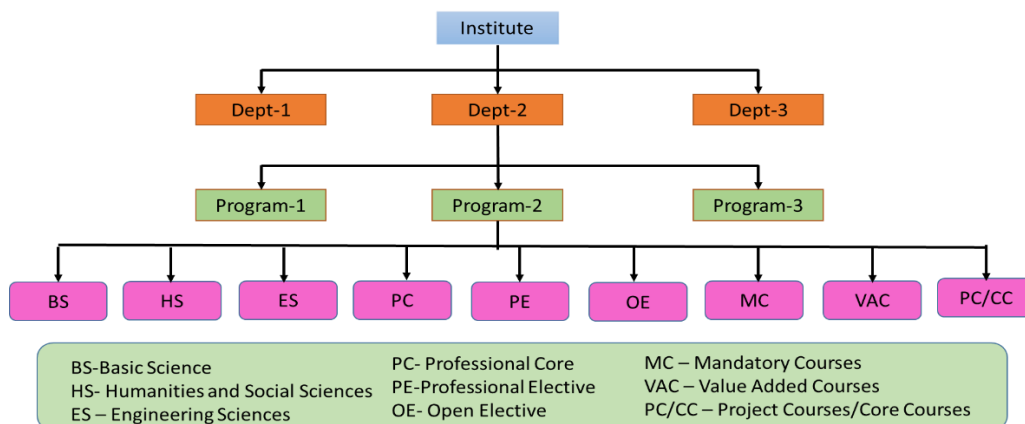 Institute
Dept-1 Dept-2 Dept-3
Program-1 Program-2 Program-3
BS HS ES PC PE OE MC VAC PC/CC
BS-Basic Science
HS- Humanities and Social Sciences
ES – Engineering Sciences
PC- Professional Core
PE-Professional Elective
OE- Open Elective
MC – Mandatory Courses
VAC – Value Added Courses
PC/CC – Project Courses/Core Courses